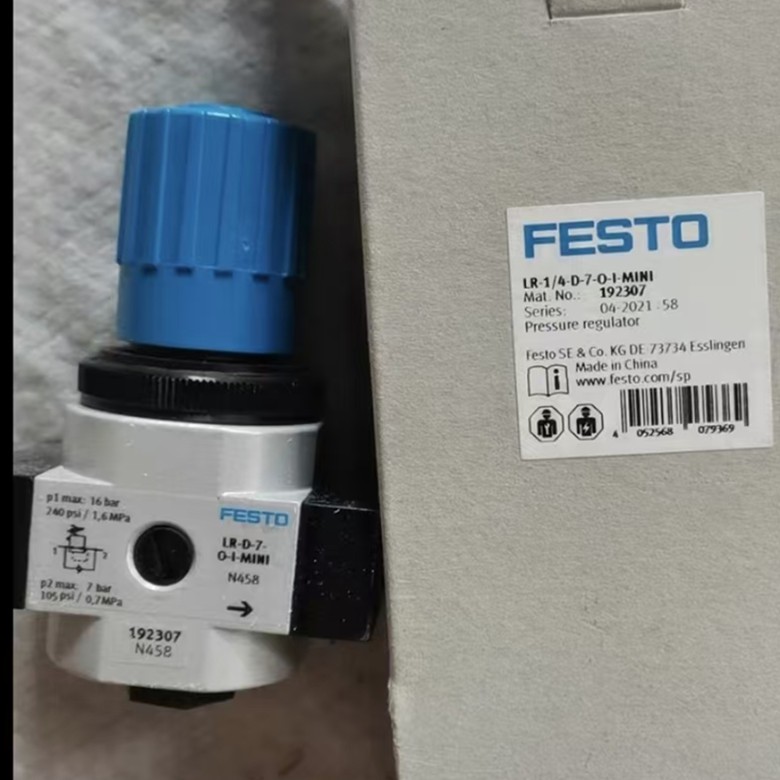 p1 max: 16 bar
240 psi / 1,6 MPa
1 2
p2 max: 7 bar
105 psi / 0,7 MPa
FESTO
LR-D-7-
O-I-MINI
N458
192307
N458
FESTO
LR-1/4-D-7-O-I-MINI
Mat. No.: 192307
Series: 04-2021 .58
Pressure regulator
Festo SE & Co. KG DE 73734 Esslingen
Made in China
www.festo.com/sp
4 052568 079369